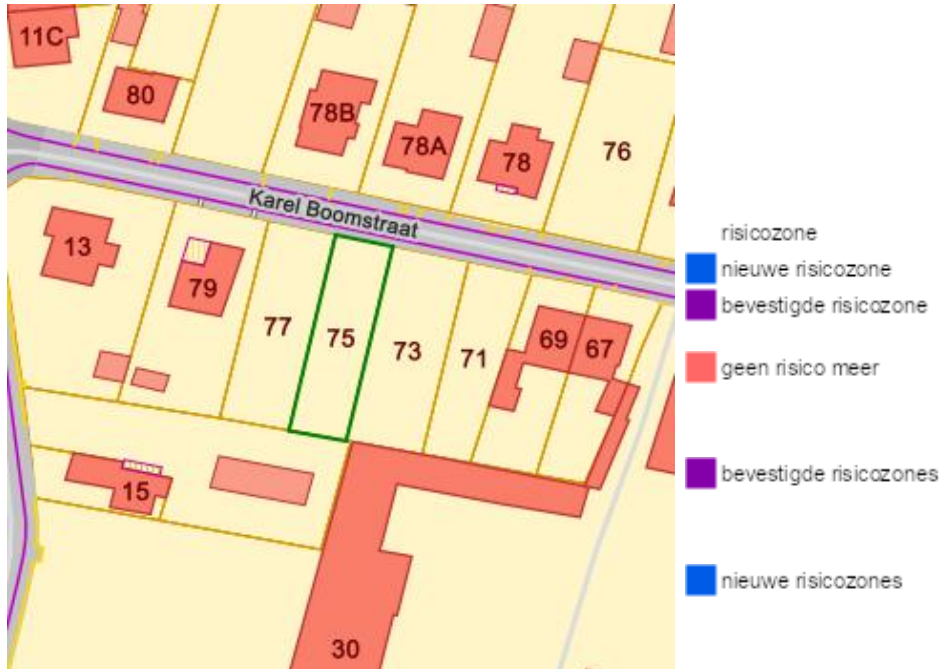 11C
80
78B
78A
78
76
Karel Boomstraat
13
79
77
75
73
71
69
67
15
30
risicozone
nieuwe risicozone
bevestigde risicozone
geen risico meer
bevestigde risicozones
nieuwe risicozones